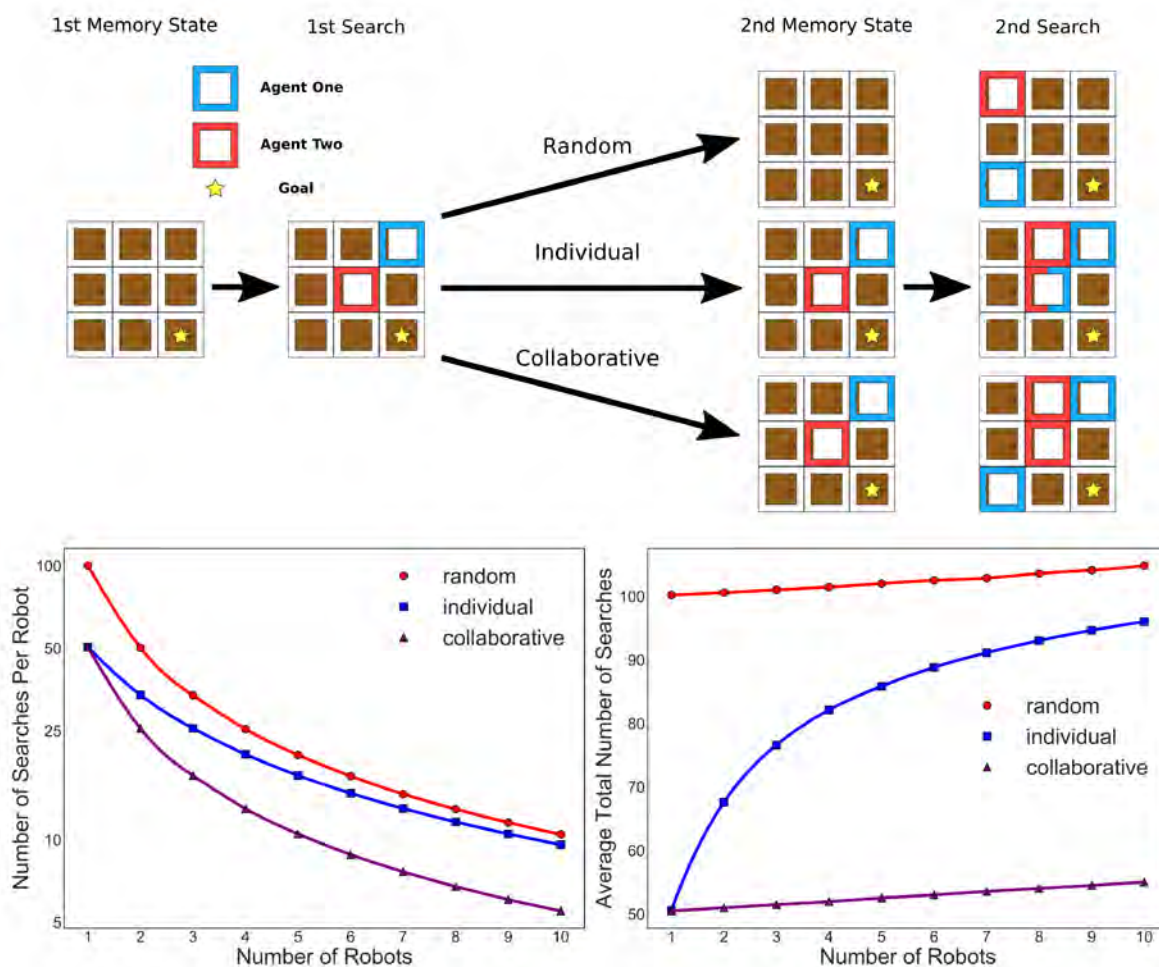 1st Memory State
1st Search
2nd Memory State
2nd Search
Agent One
Agent Two
Goal
Random
Individual
Collaborative
Number of Searches Per Robot
100
50
25
10
5
random
individual
collaborative
1 2 3 4 5 6 7 8 9 10
Number of Robots
Average Total Number of Searches
100
90
80
70
60
50
random
individual
collaborative
1 2 3 4 5 6 7 8 9 10
Number of Robots